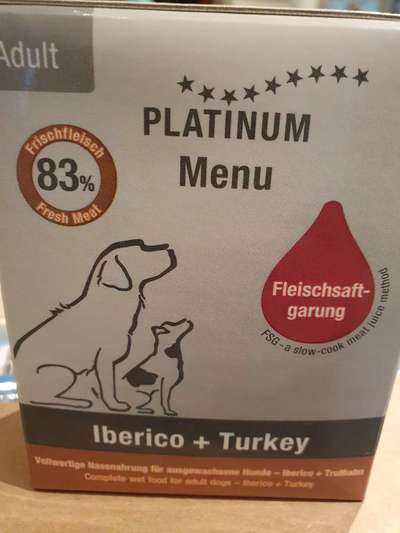 Adult
PLATINUM
Menu
Frischfleisch
83%
Fresh Meat
Fleischsaft-
garung
FSG - a slow-cook meat juice method
Iberico + Turkey
Vollwertige Nassnahrung für ausgewachsene Hunde – Iberico + Truthahn
Complete wet food for adult dogs – Iberico + Turkey